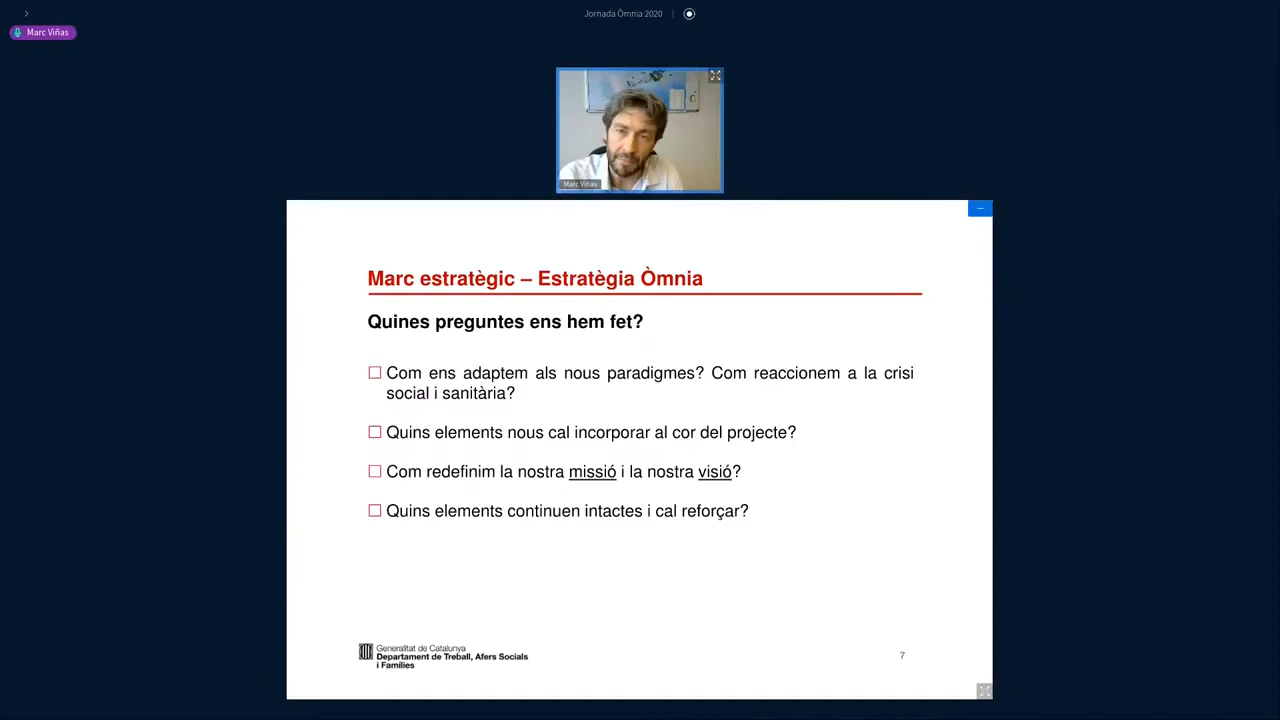 Jornada Òmnia 2020
Marc Viñas
Marc Viñas
Marc estratègic – Estratègia Òmnia
Quines preguntes ens hem fet?
Com ens adaptem als nous paradigmes? Com reaccionem a la crisi
social i sanitària?
Quins elements nous cal incorporar al cor del projecte?
Com redefinim la nostra missió i la nostra visió?
Quins elements continuen intactes i cal reforçar?
Generalitat de Catalunya
Departament de Treball, Afers Socials
i Famílies
7